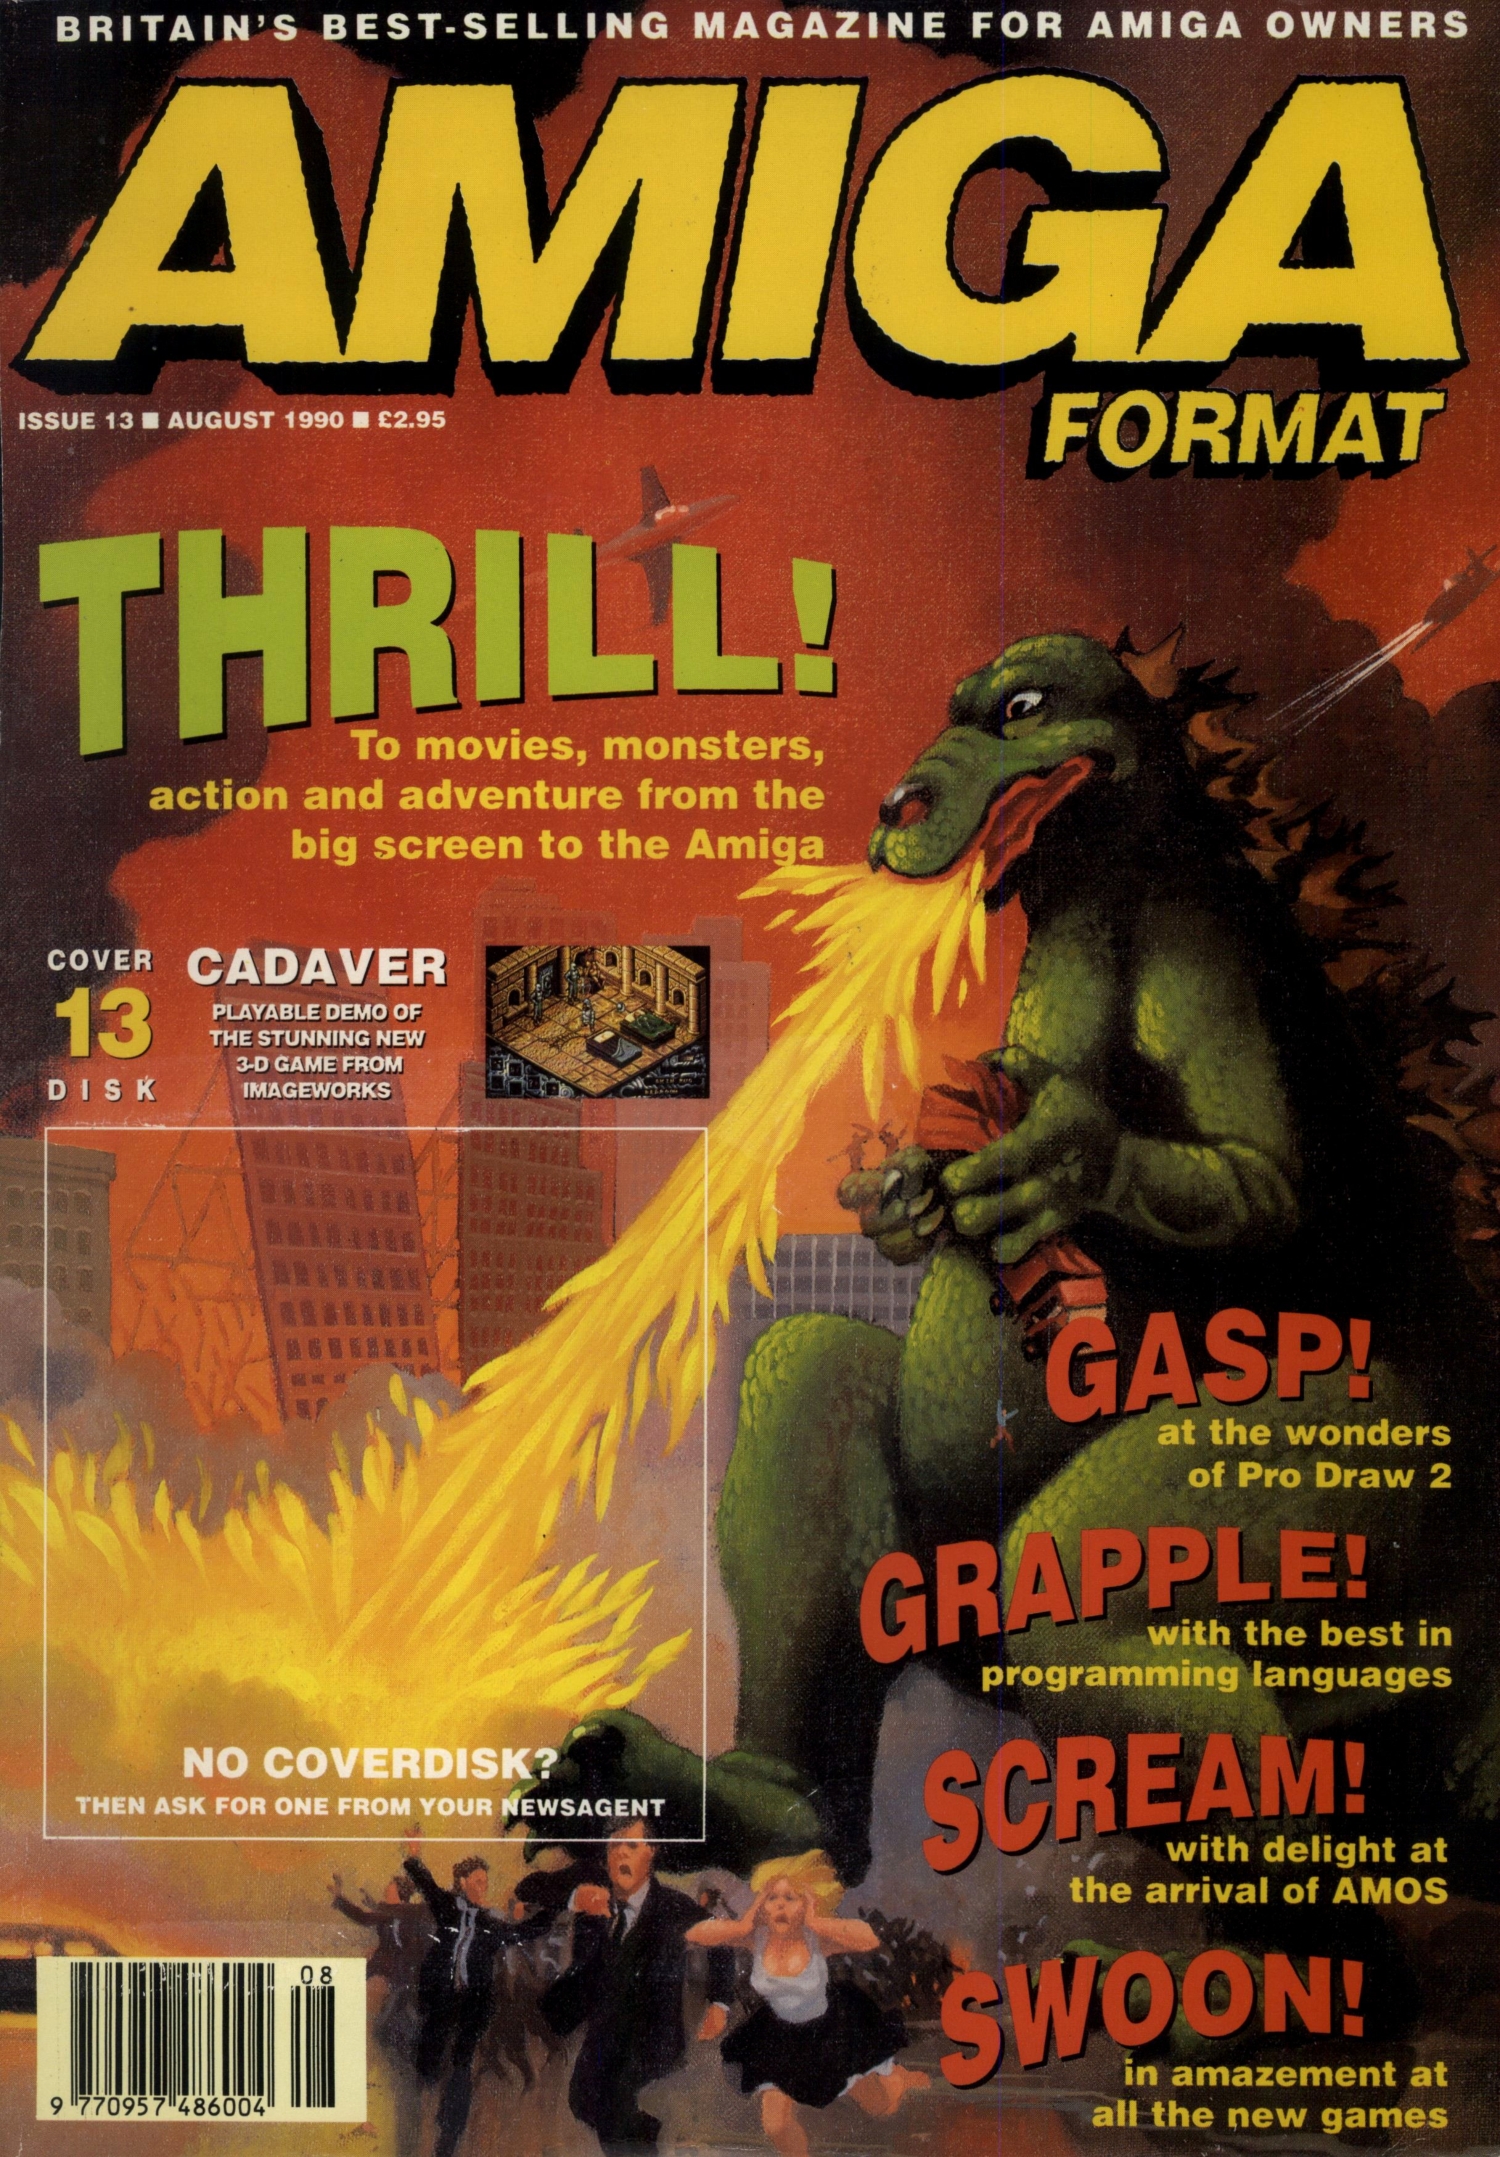 BRITAIN'S BEST-SELLING MAGAZINE FOR AMIGA OWNERS
AMIGA
FORMAT
ISSUE 13 ■ AUGUST 1990 ■ £2.95
THRILL!
To movies, monsters,
action and adventure from the
big screen to the Amiga
COVER
13
DISK
CADAVER
PLAYABLE DEMO OF
THE STUNNING NEW
3-D GAME FROM
IMAGEWORKS
GASP!
at the wonders
of Pro Draw 2
GRAPPLE!
with the best in
programming languages
SCREAM!
with delight at
the arrival of AMOS
SWOON!
in amazement at
all the new games
NO COVERDISK?
THEN ASK FOR ONE FROM YOUR NEWSAGENT
08
9 770957 486004